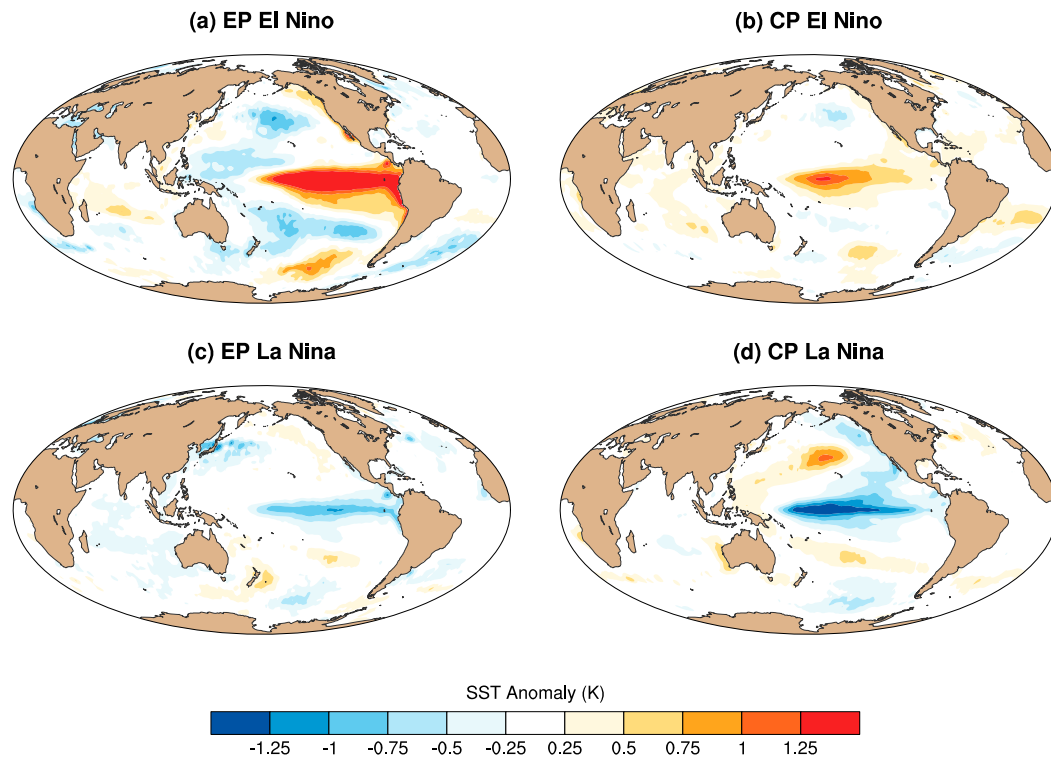 (a) EP El Nino
(b) CP El Nino
(c) EP La Nina
(d) CP La Nina
SST Anomaly (K)
-1.25 -1 -0.75 -0.5 -0.25 0.25 0.5 0.75 1 1.25